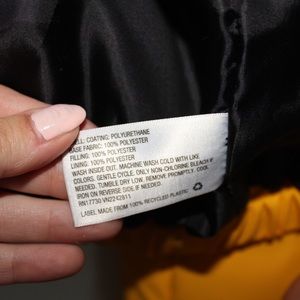 SHELL: COATING: POLYURETHANE
BASE FABRIC: 100% POLYESTER
FILLING: 100% POLYESTER
LINING: 100% POLYESTER
WASH INSIDE OUT. MACHINE WASH COLD WITH LIKE
COLORS. GENTLE CYCLE. ONLY NON-CHLORINE BLEACH IF
NEEDED. TUMBLE DRY LOW. REMOVE PROMPTLY. COOL
IRON ON REVERSE SIDE IF NEEDED.
RN17730 VN2242811
LABEL MADE FROM 100% RECYCLED PLASTIC